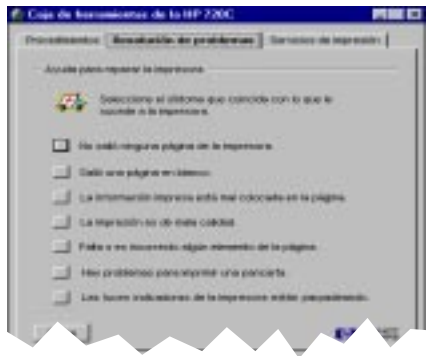 Caja de herramientas de la HP 720C
Procedimientos
Resolución de problemas
Servicios de impresión
Ayuda para reparar la impresora
Seleccione el síntoma que coincida con lo que le
sucede a la impresora.
No salió ninguna página de la impresora.
Salió una página en blanco.
La información impresa está mal colocada en la página.
La impresión es de mala calidad.
Falta o es incorrecto algún elemento de la página.
Hay problemas para imprimir una pancarta.
Las luces indicadoras de la impresora están parpadeando.